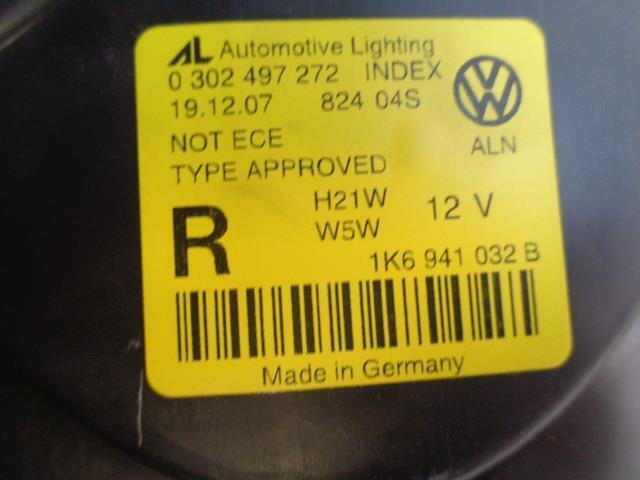 AL Automotive Lighting
0 302 497 272 INDEX
19.12.07 824 04S
VW
NOT ECE
TYPE APPROVED
ALN
R
H21W
W5W
12 V
1K6 941 032 B
Made in Germany